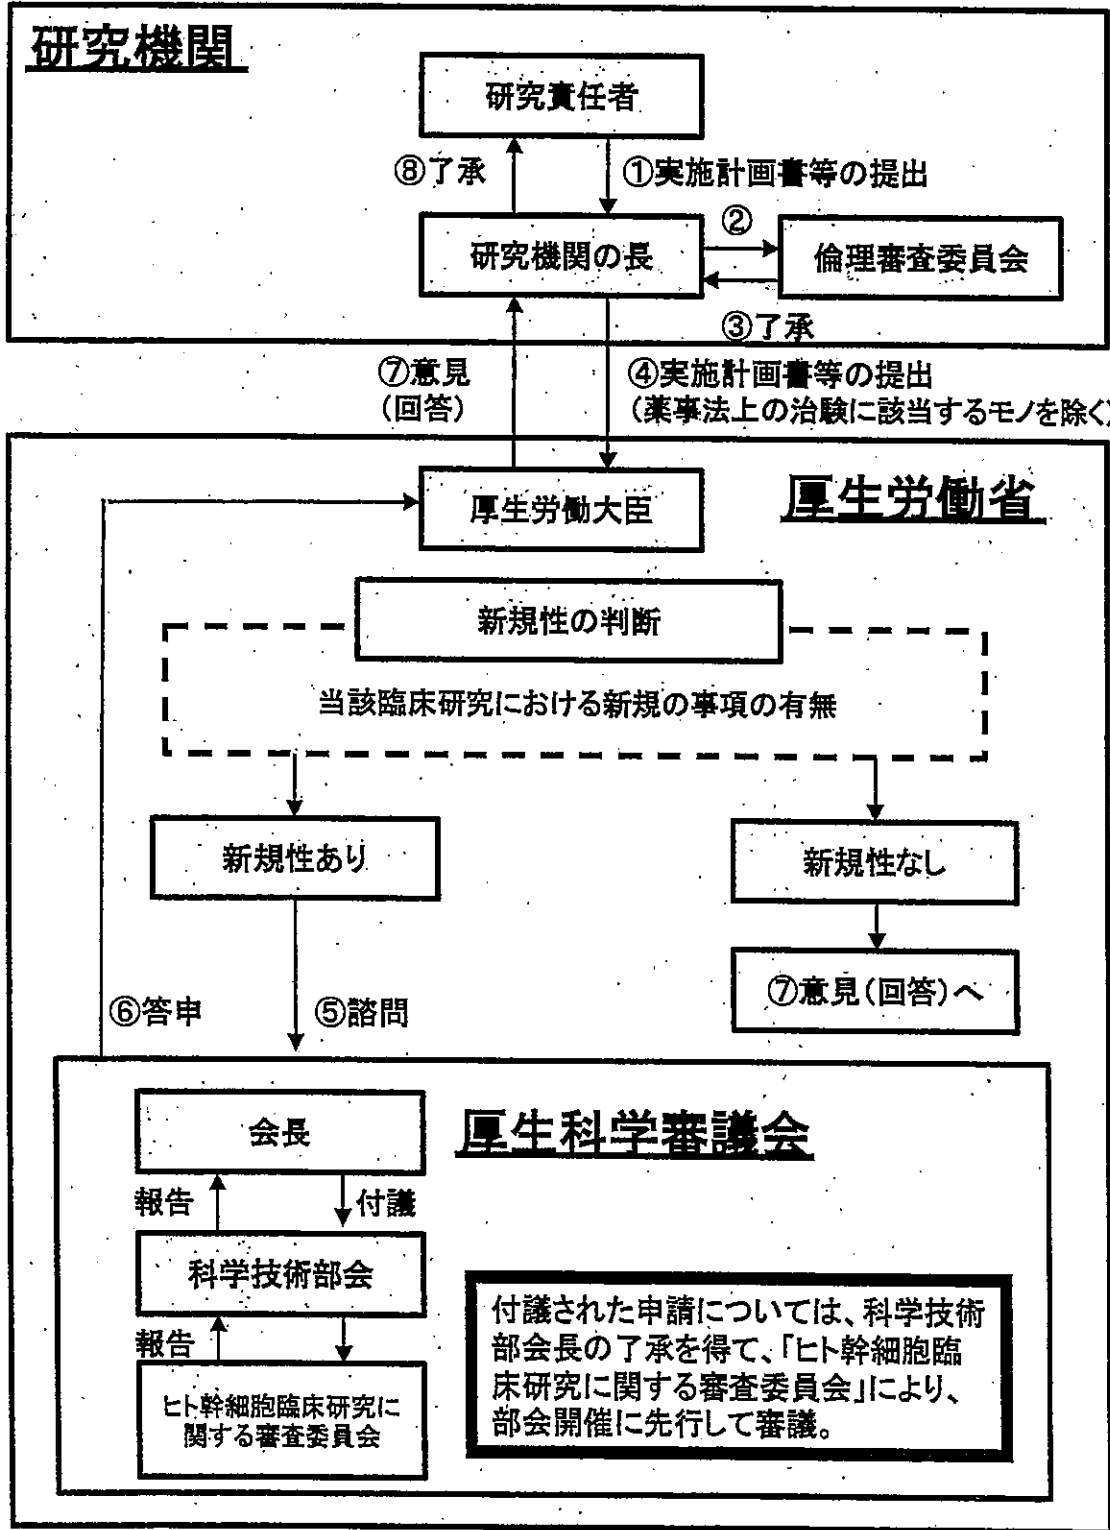 研究機関
研究責任者
⑧了承
①実施計画書等の提出
②
研究機関の長
倫理審査委員会
③了承
⑦意見
(回答)
④実施計画書等の提出
(薬事法上の治験に該当するモノを除く)
厚生労働省
厚生労働大臣
新規性の判断
当該臨床研究における新規の事項の有無
新規性あり
新規性なし
⑦意見(回答)へ
⑥答申
⑤諮問
厚生科学審議会
会長
報告
付議
科学技術部会
報告
ヒト幹細胞臨床研究に
関する審査委員会
付議された申請については、科学技術
部会長の了承を得て、「ヒト幹細胞臨
床研究に関する審査委員会」により、
部会開催に先行して審議。